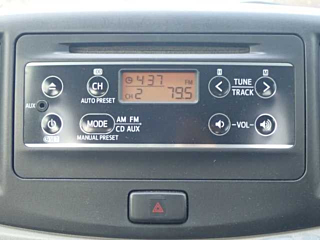 4:37 FM
CH 2 79.5
CH
AUTO PRESET
TUNE
TRACK
AUX
MODE AM FM
CD AUX
MANUAL PRESET
-VOL-